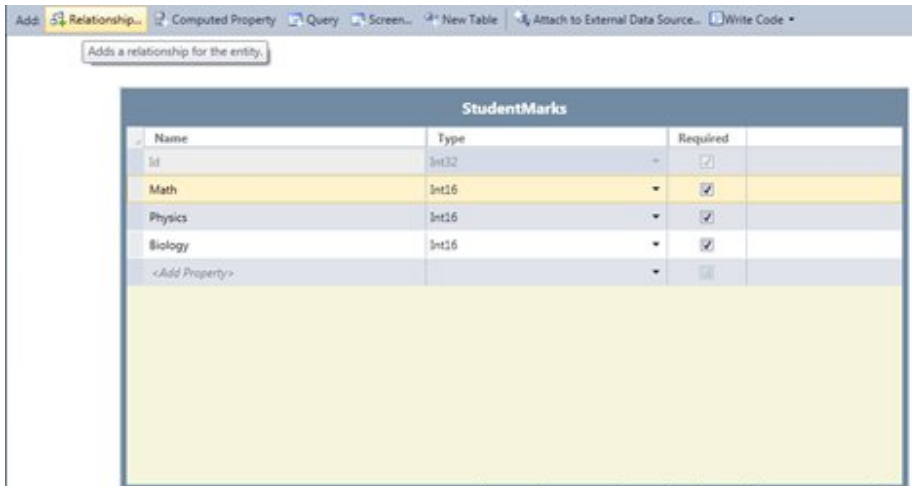 Add: Relationship... Computed Property Query Screen... New Table Attach to External Data Source... Write Code
Adds a relationship for the entity.
StudentMarks
Name Type Required
Id Int32
Math Int16
Physics Int16
Biology Int16
<Add Property>